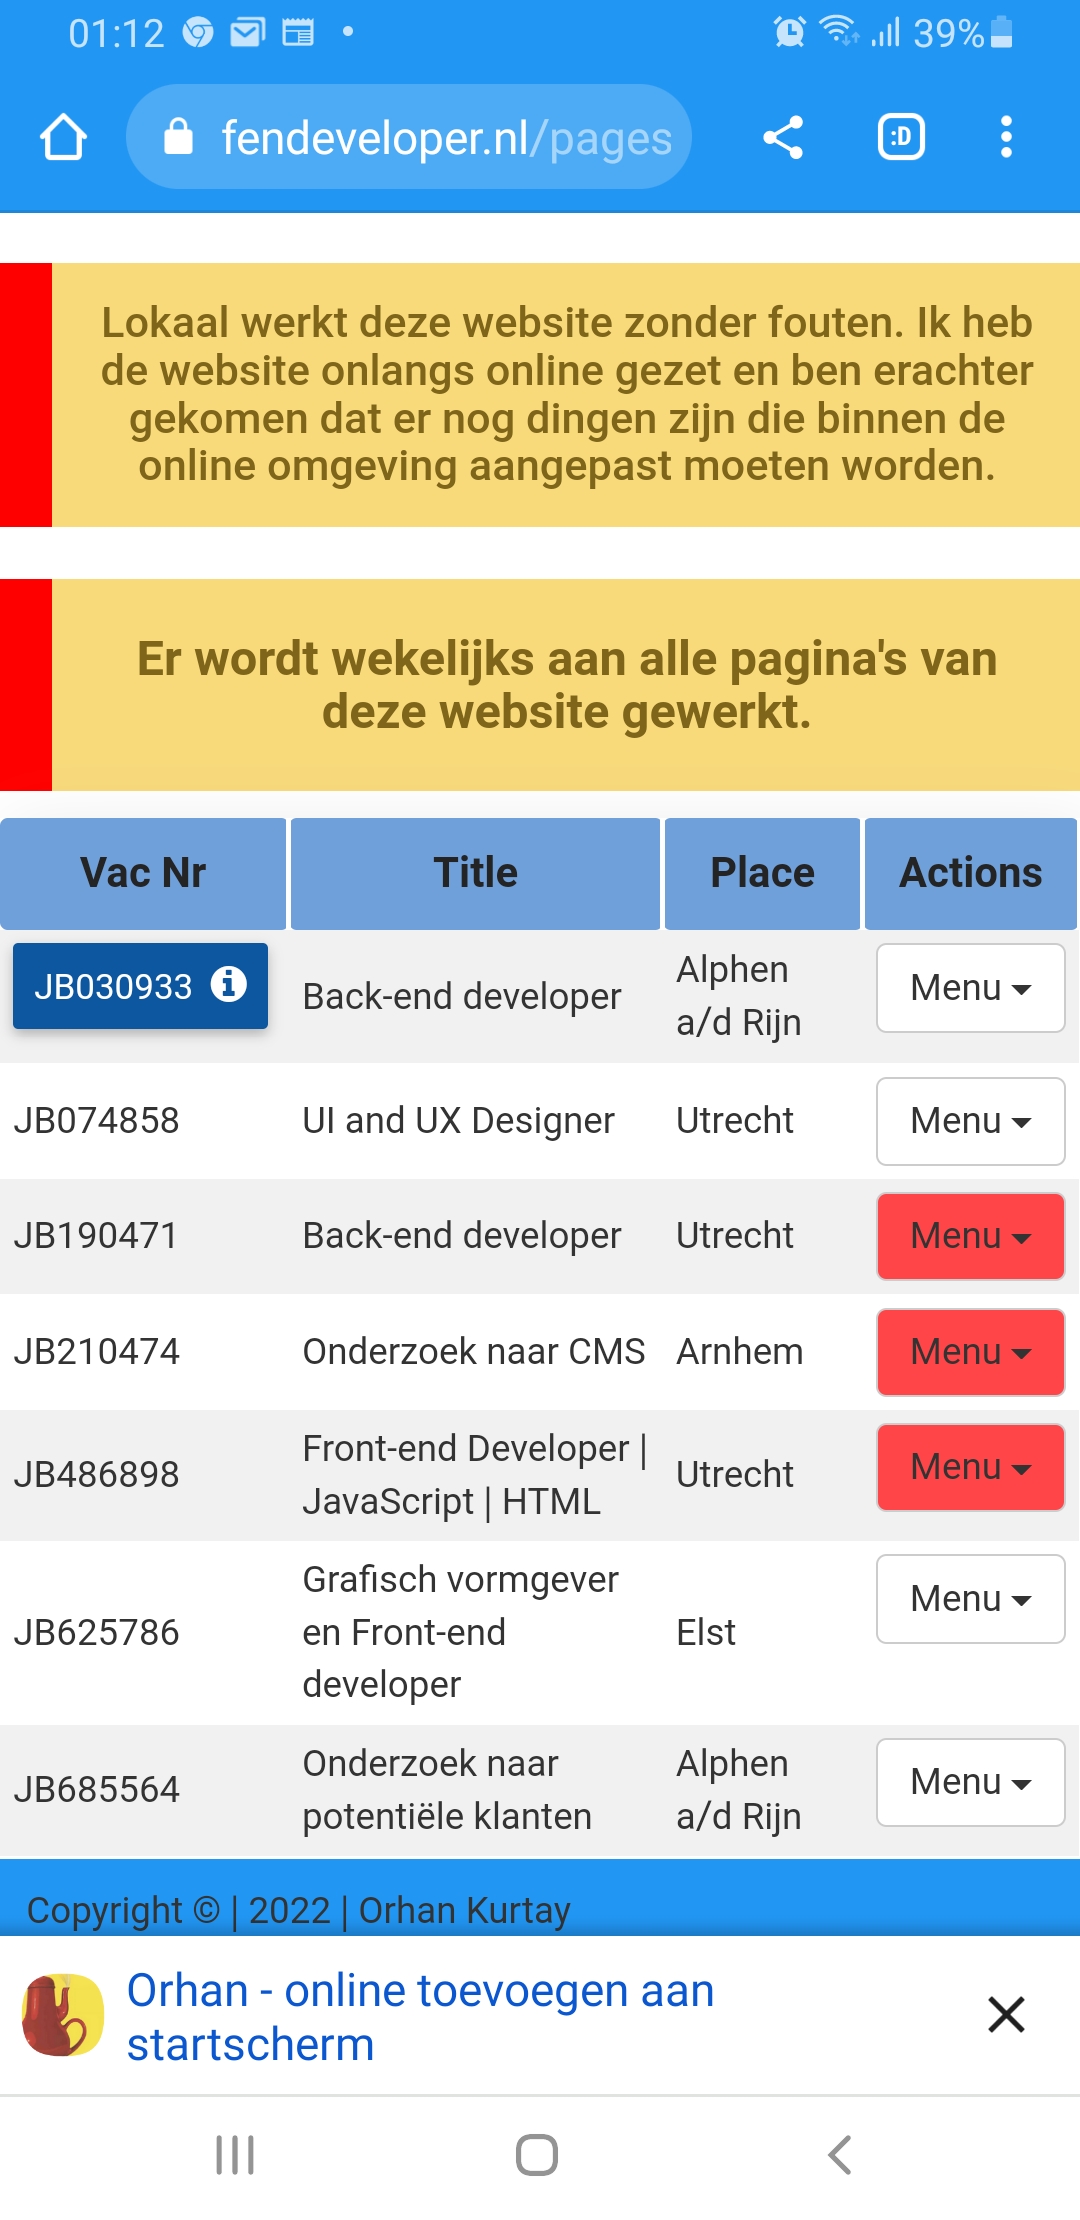 01:12
39%
fendeveloper.nl/pages
:D
Lokaal werkt deze website zonder fouten. Ik heb
de website onlangs online gezet en ben erachter
gekomen dat er nog dingen zijn die binnen de
online omgeving aangepast moeten worden.
Er wordt wekelijks aan alle pagina's van
deze website gewerkt.
Vac Nr Title Place Actions
JB030933 Back-end developer Alphen a/d Rijn Menu
JB074858 UI and UX Designer Utrecht Menu
JB190471 Back-end developer Utrecht Menu
JB210474 Onderzoek naar CMS Arnhem Menu
JB486898 Front-end Developer | JavaScript | HTML Utrecht Menu
JB625786 Grafisch vormgever en Front-end developer Elst Menu
JB685564 Onderzoek naar potentiële klanten Alphen a/d Rijn Menu
Copyright © | 2022 | Orhan Kurtay
Orhan - online toevoegen aan
startscherm